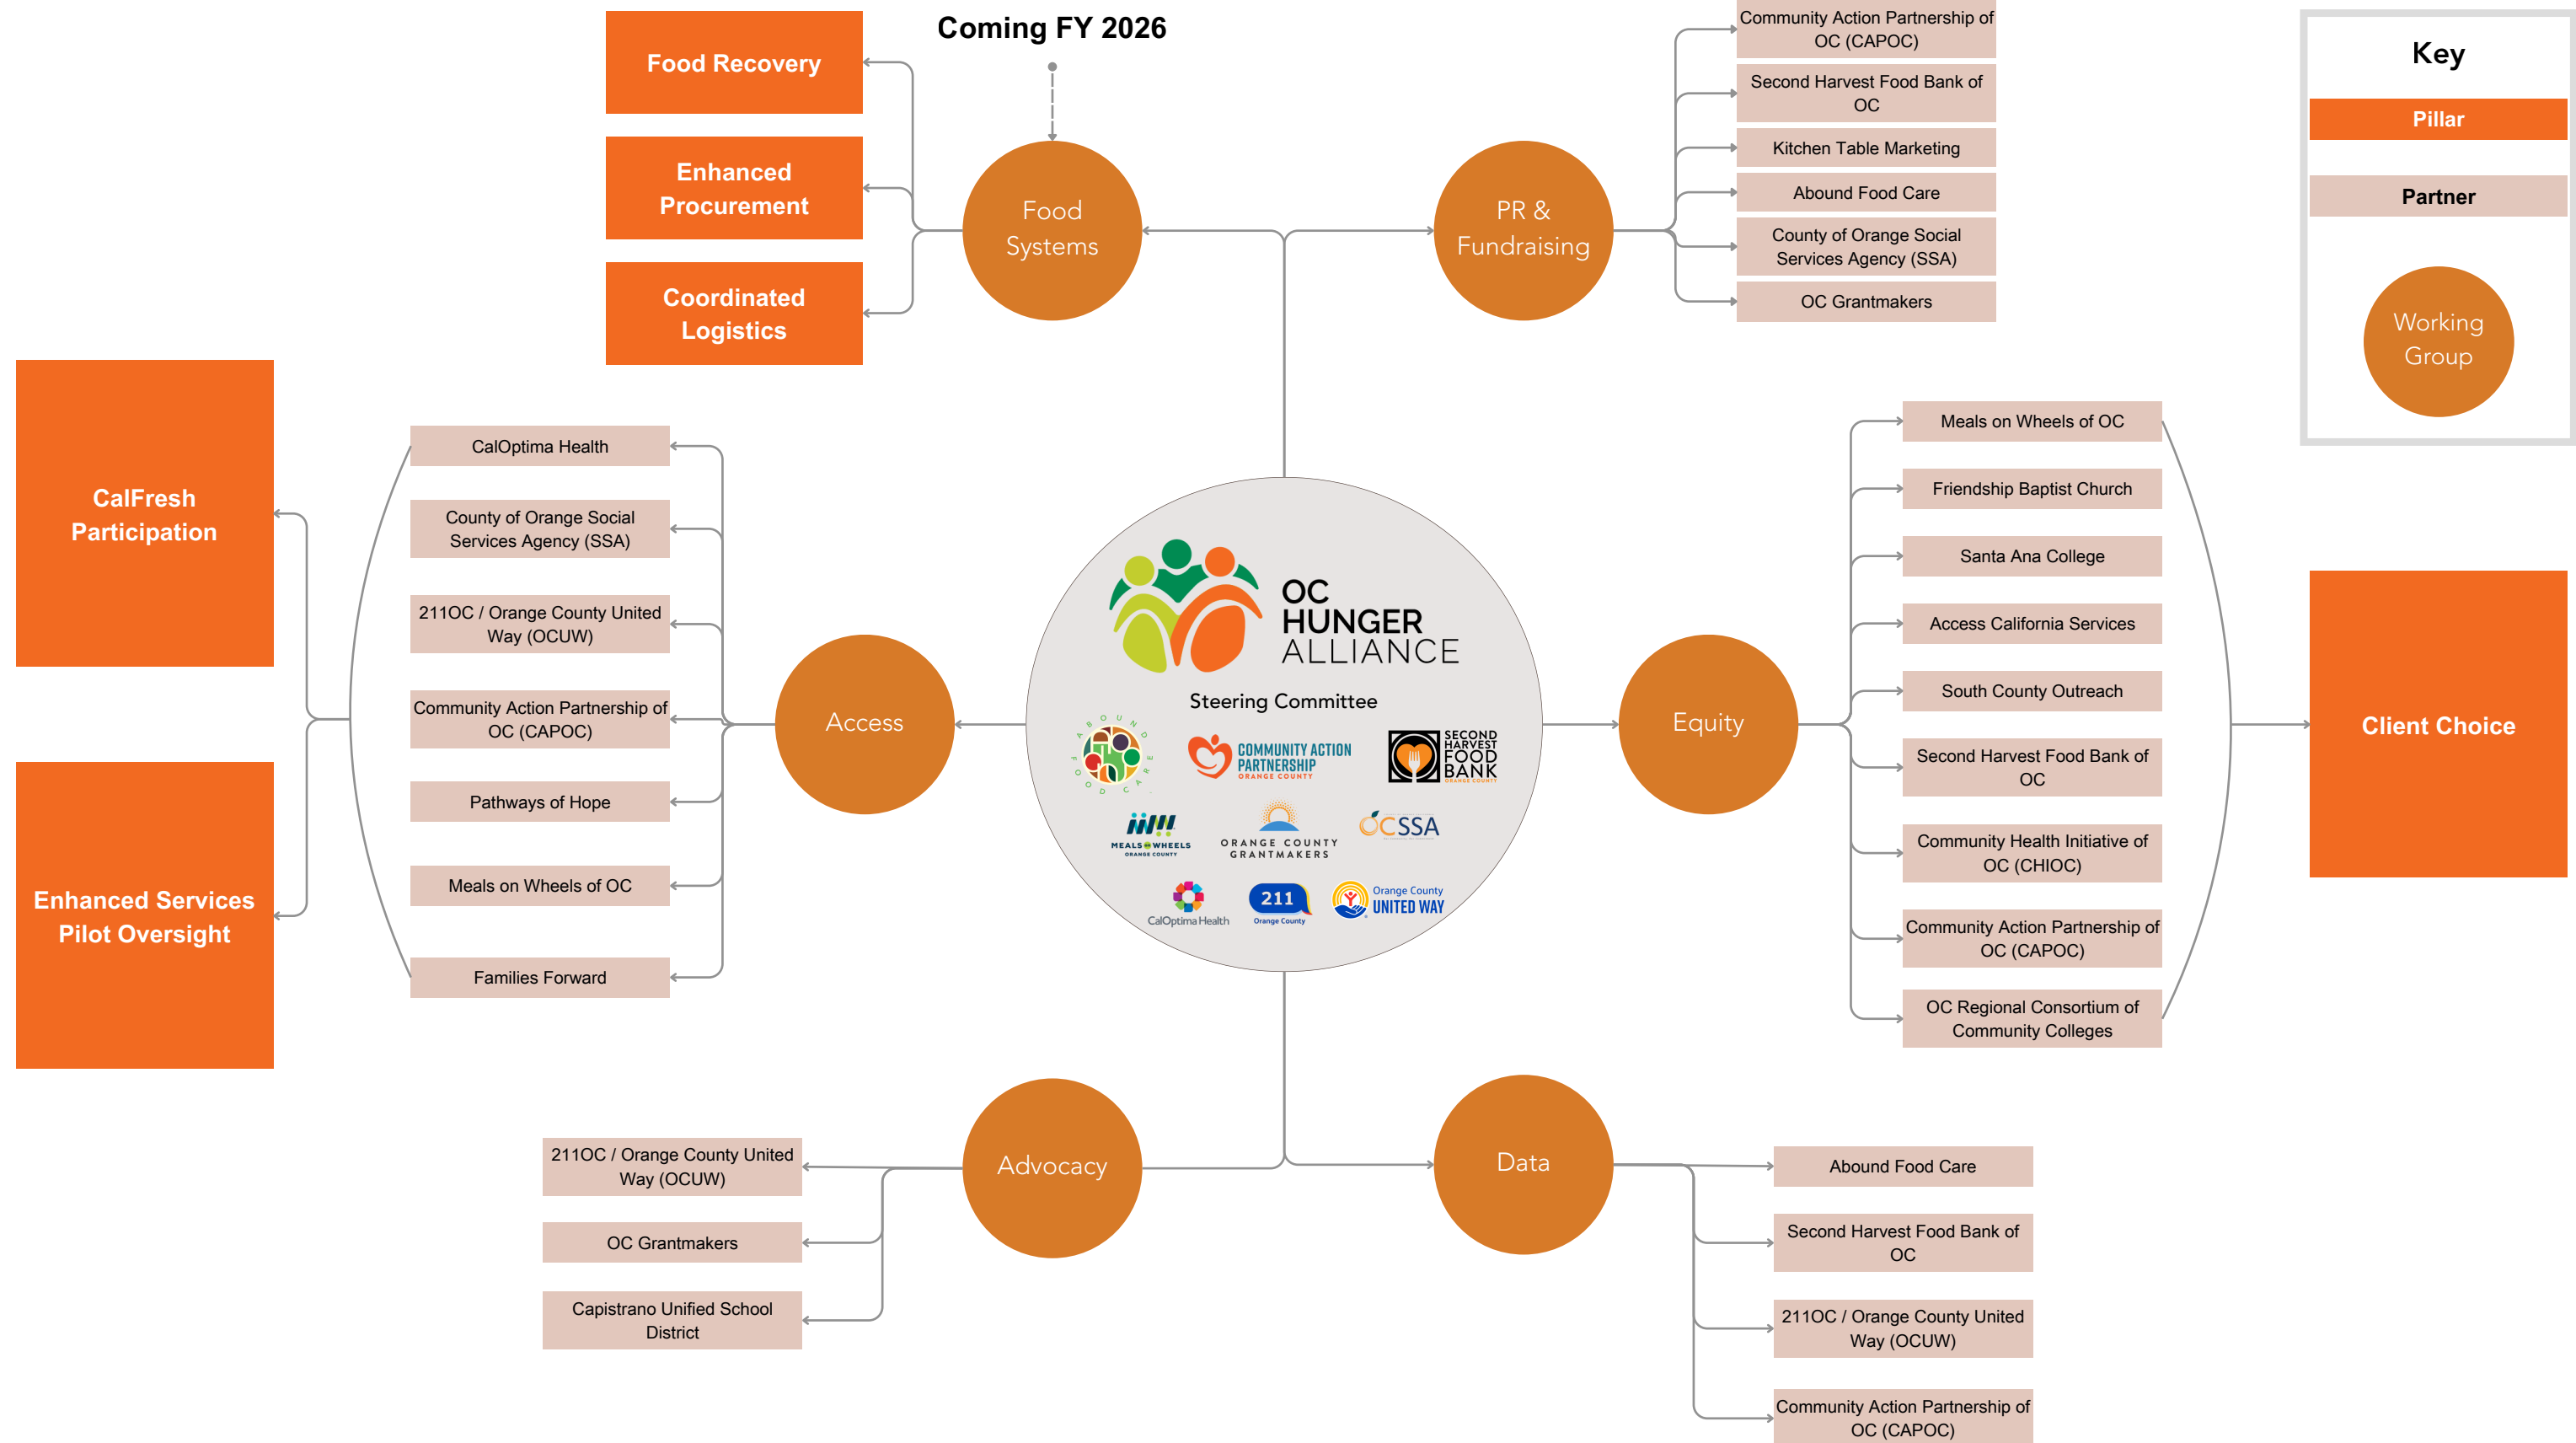 Coming FY 2026
Food Recovery
Enhanced
Procurement
Coordinated
Logistics
Food
Systems
PR &
Fundraising
Community Action Partnership of
OC (CAPOC)
Second Harvest Food Bank of
OC
Kitchen Table Marketing
Abound Food Care
County of Orange Social
Services Agency (SSA)
OC Grantmakers
Key
Pillar
Partner
Working
Group
CalFresh
Participation
Enhanced Services
Pilot Oversight
CalOptima Health
County of Orange Social
Services Agency (SSA)
211OC / Orange County United
Way (OCUW)
Community Action Partnership of
OC (CAPOC)
Pathways of Hope
Meals on Wheels of OC
Families Forward
Access
OC
HUNGER
ALLIANCE
Steering Committee
ABOUND
FOOD CARE
COMMUNITY ACTION
PARTNERSHIP
ORANGE COUNTY
SECOND
HARVEST
FOOD
BANK
ORANGE COUNTY
MEALS ON WHEELS
ORANGE COUNTY
ORANGE COUNTY
GRANTMAKERS
OCSSA
CalOptima Health
211
Orange County
Orange County
UNITED WAY
Equity
Meals on Wheels of OC
Friendship Baptist Church
Santa Ana College
Access California Services
South County Outreach
Second Harvest Food Bank of
OC
Community Health Initiative of
OC (CHIOC)
Community Action Partnership of
OC (CAPOC)
OC Regional Consortium of
Community Colleges
Client Choice
Advocacy
211OC / Orange County United
Way (OCUW)
OC Grantmakers
Capistrano Unified School
District
Data
Abound Food Care
Second Harvest Food Bank of
OC
211OC / Orange County United
Way (OCUW)
Community Action Partnership of
OC (CAPOC)